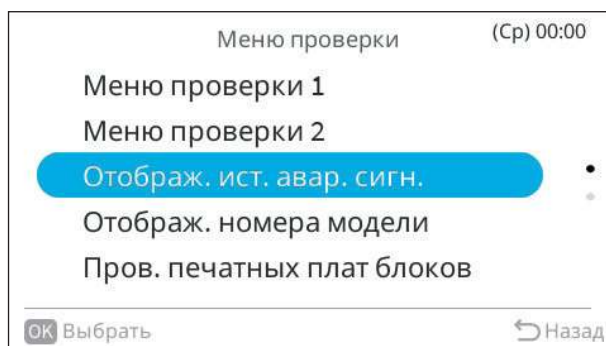 Меню проверки
(Ср) 00:00
Меню проверки 1
Меню проверки 2
Отображ. ист. авар. сигн.
Отображ. номера модели
Пров. печатных плат блоков
OK Выбрать
Назад